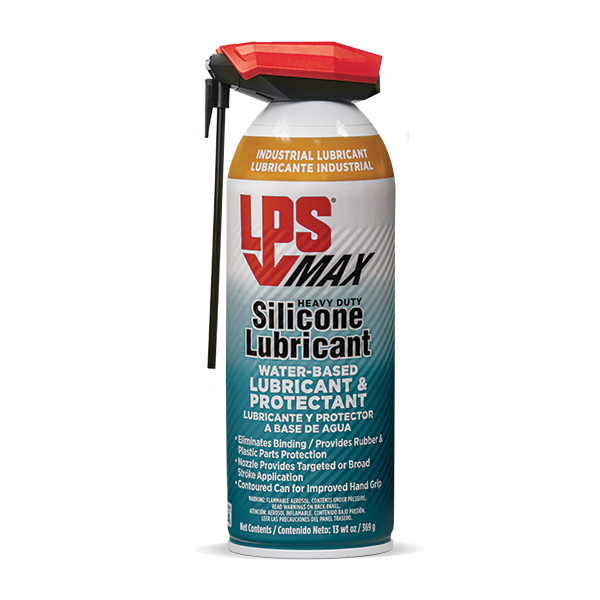 INDUSTRIAL LUBRICANT
LUBRICANTE INDUSTRIAL
LPS®
MAX
HEAVY DUTY
Silicone
Lubricant
WATER-BASED
LUBRICANT &
PROTECTANT
LUBRICANTE Y PROTECTOR
A BASE DE AGUA
• Eliminates Binding / Provides Rubber &
Plastic Parts Protection
• Nozzle Provides Targeted or Broad
Stroke Application
• Contoured Can for Improved Hand Grip
WARNING: FLAMMABLE AEROSOL. CONTENTS UNDER PRESSURE.
READ WARNINGS ON BACK PANEL.
ATENCIÓN: AEROSOL INFLAMABLE. CONTENIDO BAJO PRESIÓN.
LEER LAS PRECAUCIONES DEL PANEL TRASERO.
Net Contents / Contenido Neto: 13 wt oz / 369 g